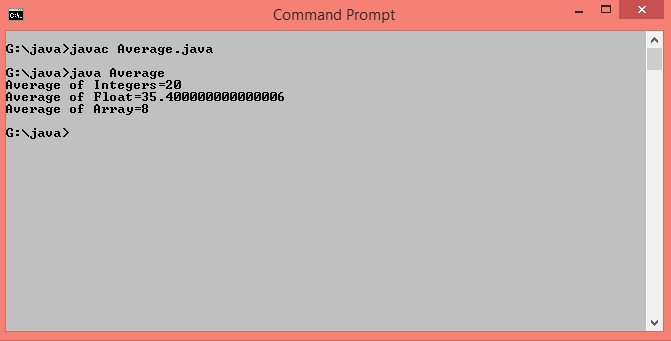 Command Prompt
G:\java>javac Average.java
G:\java>java Average
Average of Integers=20
Average of Float=35.400000000000006
Average of Array=8
G:\java>